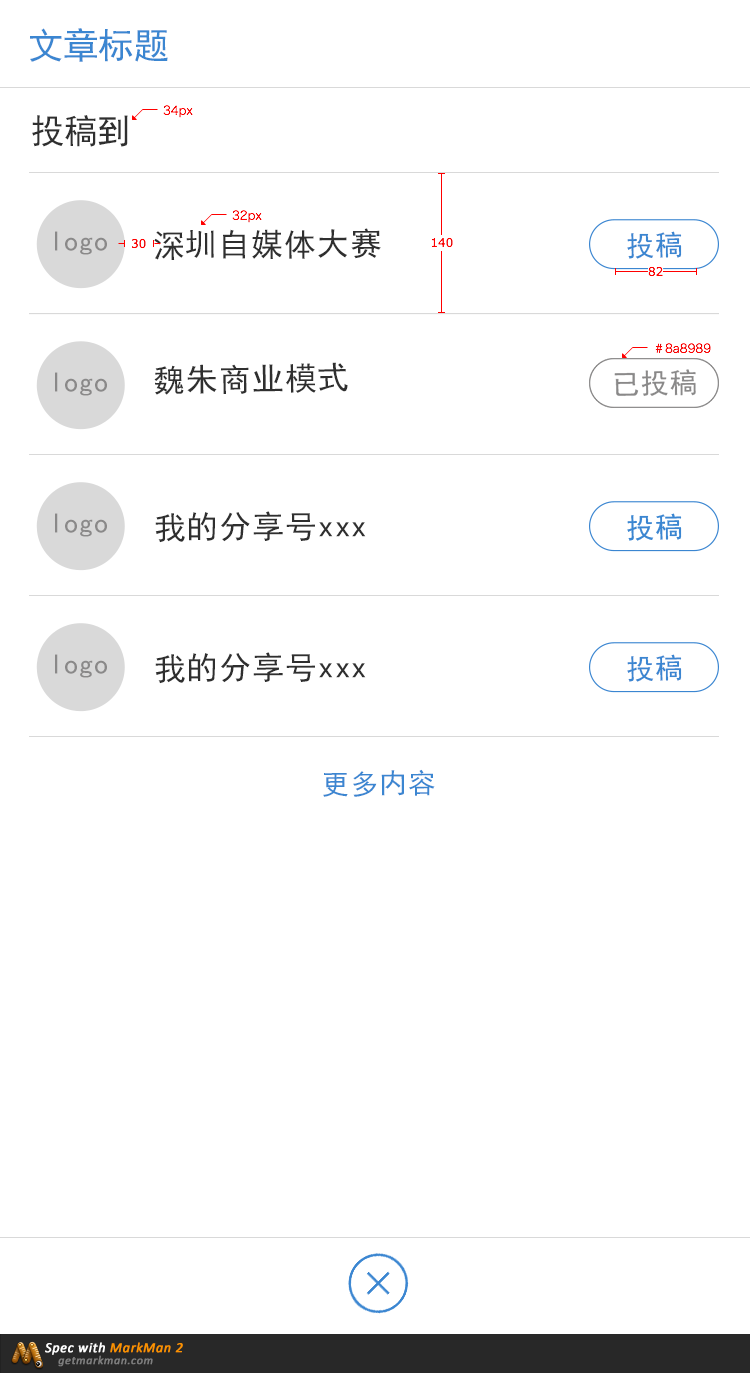 文章标题
投稿到
34px
logo
30
深圳自媒体大赛
32px
140
投稿
82
logo
魏朱商业模式
#8a8989
已投稿
logo
我的分享号xxx
投稿
logo
我的分享号xxx
投稿
更多内容
Spec with MarkMan 2
getmarkman.com